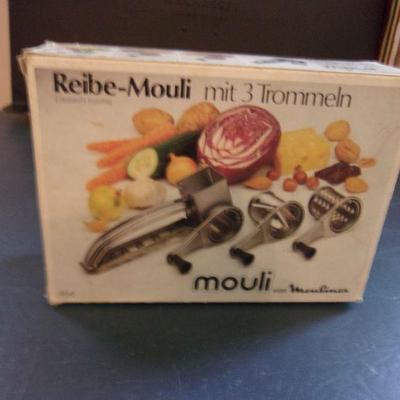 Reibe-Mouli mit 3 Trommeln
mouli von Moulinex